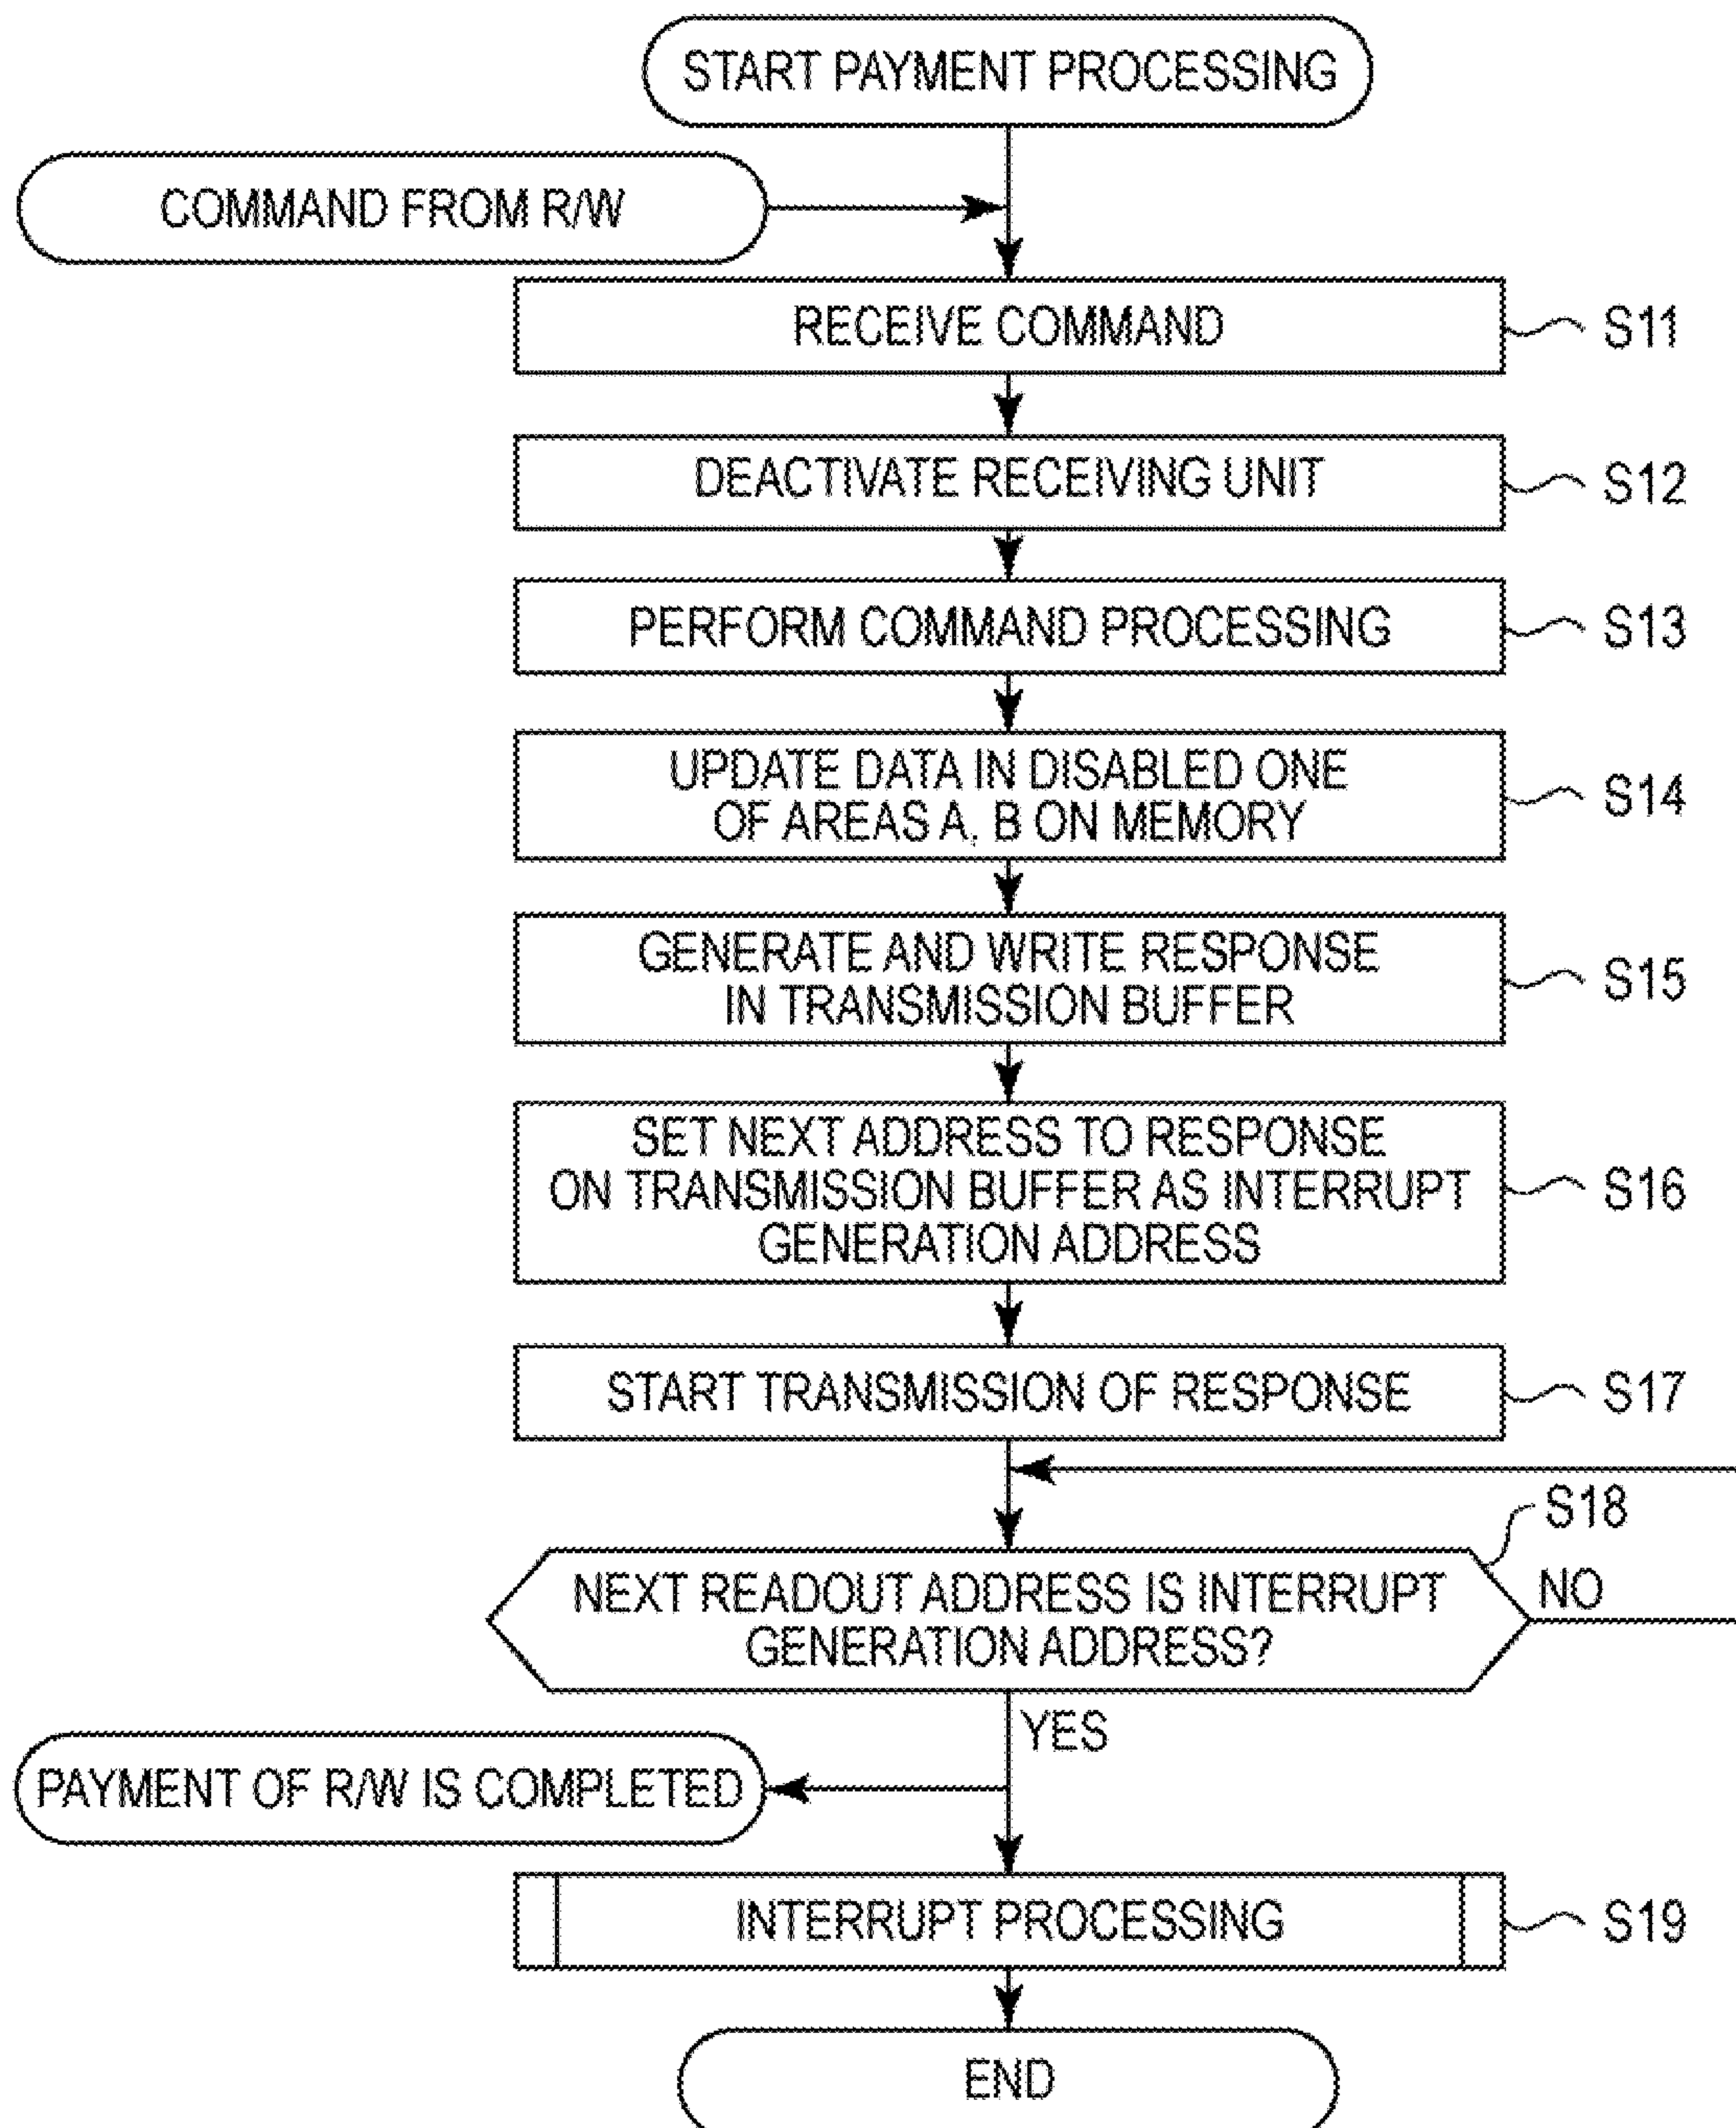 START PAYMENT PROCESSING
COMMAND FROM R/W
RECEIVE COMMAND
S11
DEACTIVATE RECEIVING UNIT
S12
PERFORM COMMAND PROCESSING
S13
UPDATE DATA IN DISABLED ONE
OF AREAS A, B ON MEMORY
S14
GENERATE AND WRITE RESPONSE
IN TRANSMISSION BUFFER
S15
SET NEXT ADDRESS TO RESPONSE
ON TRANSMISSION BUFFER AS INTERRUPT
GENERATION ADDRESS
S16
START TRANSMISSION OF RESPONSE
S17
S18
NEXT READOUT ADDRESS IS INTERRUPT
GENERATION ADDRESS?
NO
YES
PAYMENT OF R/W IS COMPLETED
INTERRUPT PROCESSING
S19
END